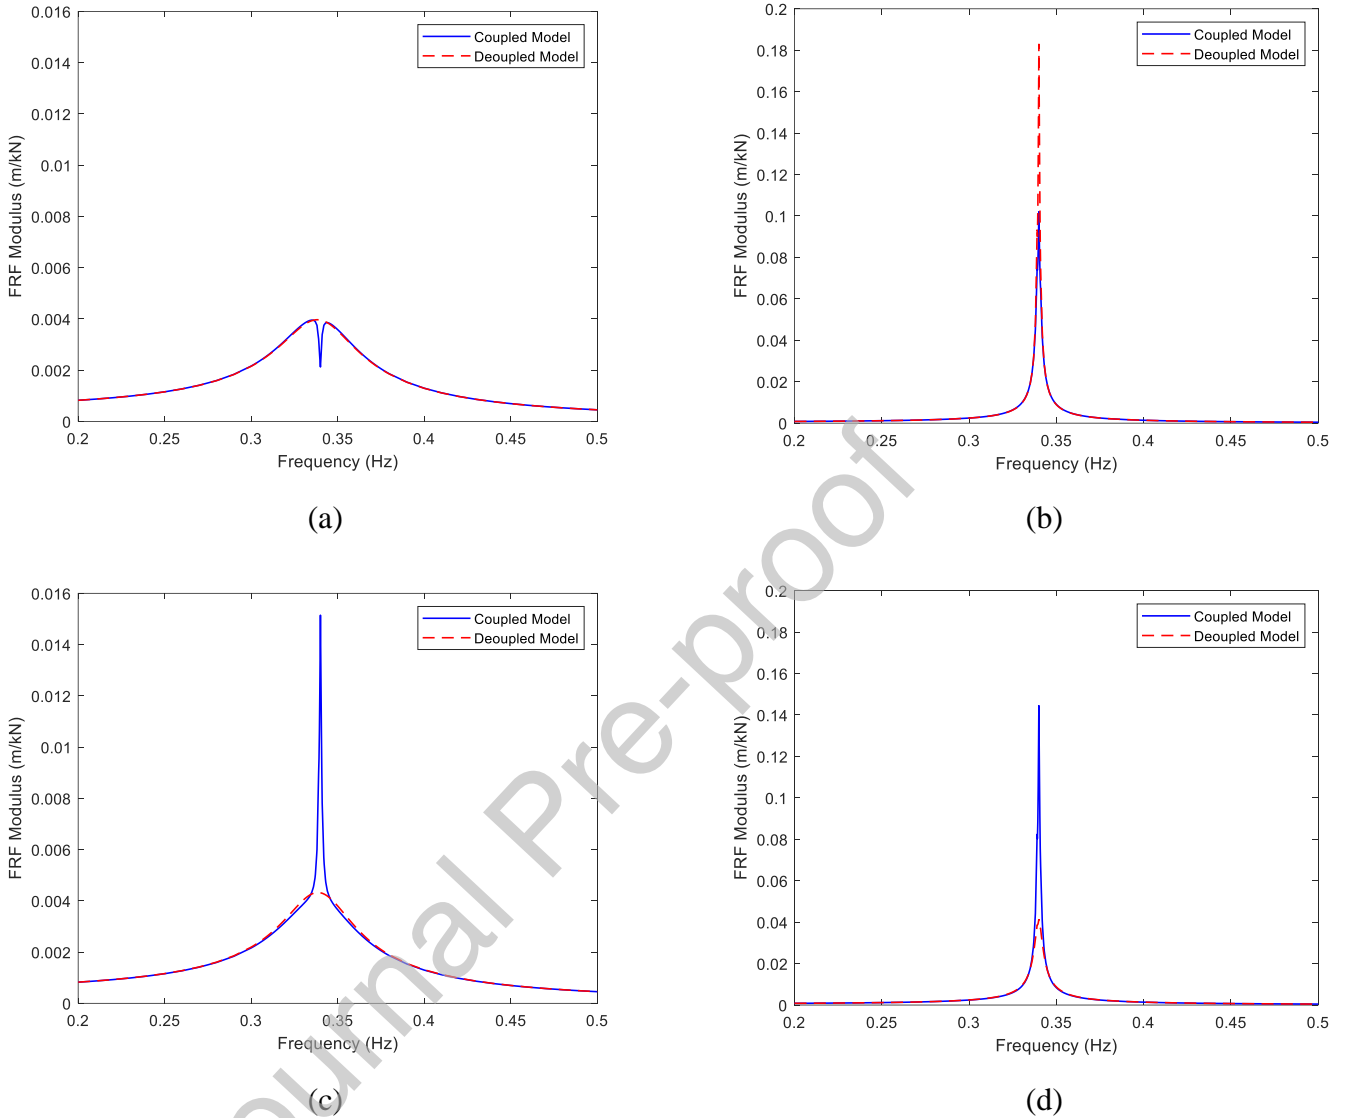 0.016
0.014
0.012
0.01
0.008
0.006
0.004
0.002
0
FRF Modulus (m/kN)
Coupled Model
Deoupled Model
0.2 0.25 0.3 0.35 0.4 0.45 0.5
Frequency (Hz)
(a)
0.2
0.18
0.16
0.14
0.12
0.1
0.08
0.06
0.04
0.02
0
FRF Modulus (m/kN)
Coupled Model
Deoupled Model
0.2 0.25 0.3 0.35 0.4 0.45 0.5
Frequency (Hz)
(b)
0.016
0.014
0.012
0.01
0.008
0.006
0.004
0.002
0
FRF Modulus (m/kN)
Coupled Model
Deoupled Model
0.2 0.25 0.3 0.35 0.4 0.45 0.5
Frequency (Hz)
(c)
0.2
0.18
0.16
0.14
0.12
0.1
0.08
0.06
0.04
0.02
0
FRF Modulus (m/kN)
Coupled Model
Deoupled Model
0.2 0.25 0.3 0.35 0.4 0.45 0.5
Frequency (Hz)
(d)
ournal Pre-proof